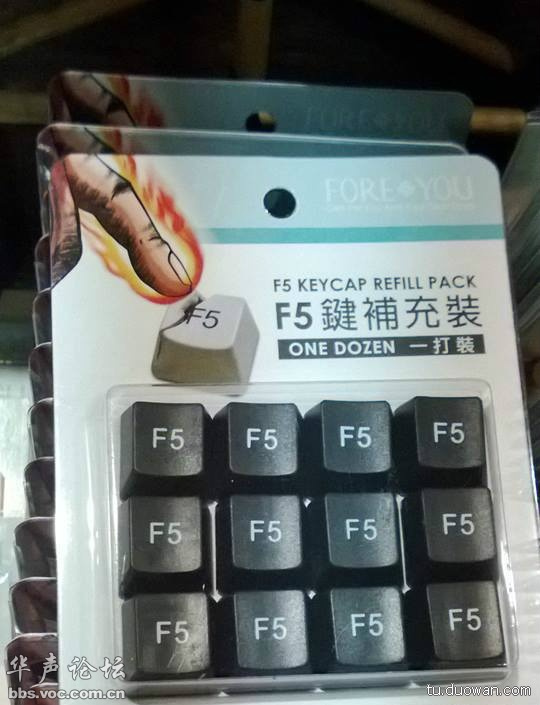 FORE YOU
FORE YOU
F5 KEYCAP REFILL PACK
F5
F5 鍵補充裝
ONE DOZEN 一打裝
F5 F5 F5 F5
F5 F5 F5 F5
F5 F5 F5 F5
华声论坛
bbs.voc.com.cn
tu.duowan.com